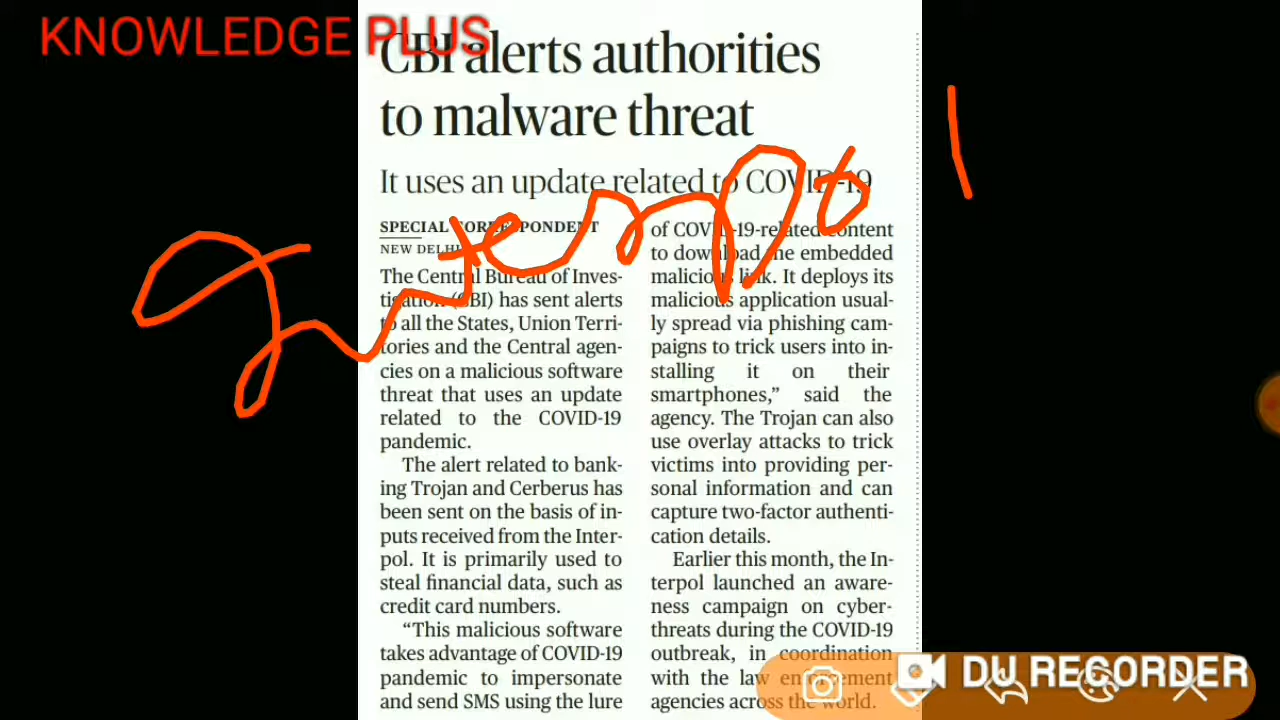 KNOWLEDGE PLUS
CBI alerts authorities
to malware threat
It uses an update related to COVID-19
Interpol
SPECIAL CORRESPONDENT
NEW DELHI
The Central Bureau of Inves-
tigation (CBI) has sent alerts
to all the States, Union Terri-
tories and the Central agen-
cies on a malicious software
threat that uses an update
related to the COVID-19
pandemic.
The alert related to bank-
ing Trojan and Cerberus has
been sent on the basis of in-
puts received from the Inter-
pol. It is primarily used to
steal financial data, such as
credit card numbers.
“This malicious software
takes advantage of COVID-19
pandemic to impersonate
and send SMS using the lure
of COVID-19-related content
to download the embedded
malicious link. It deploys its
malicious application usual-
ly spread via phishing cam-
paigns to trick users into in-
stalling it on their
smartphones,” said the
agency. The Trojan can also
use overlay attacks to trick
victims into providing per-
sonal information and can
capture two-factor authenti-
cation details.
Earlier this month, the In-
terpol launched an aware-
ness campaign on cyber-
threats during the COVID-19
outbreak, in coordination
with the law enforcement
agencies across the world.
DU RECORDER